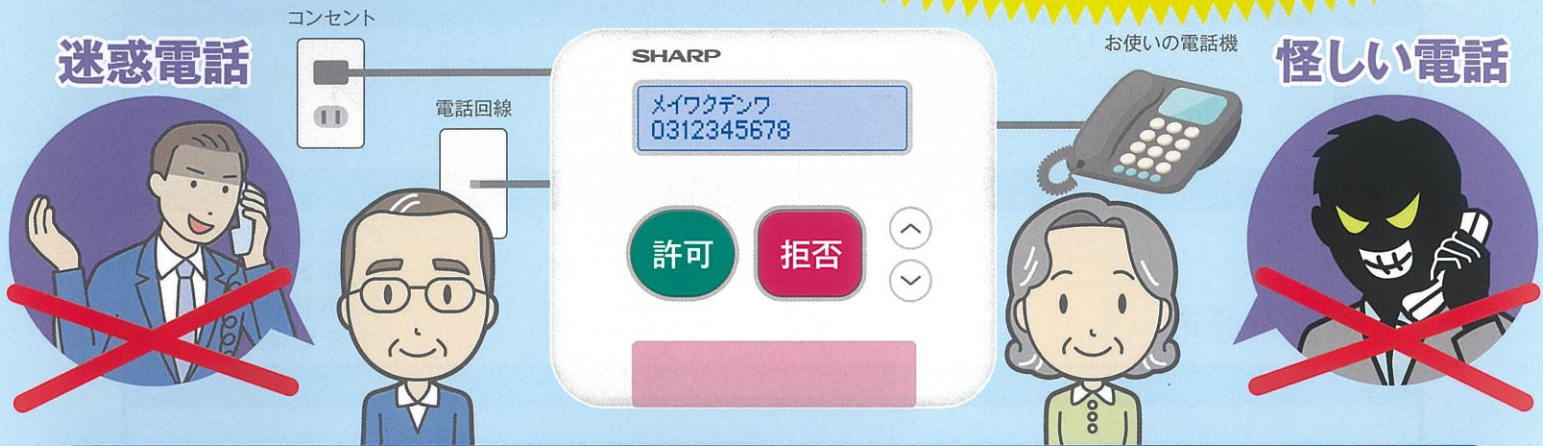 コンセント
迷惑電話
電話回線
SHARP
メイワクデンワ
0312345678
許可
拒否
お使いの電話機
怪しい電話